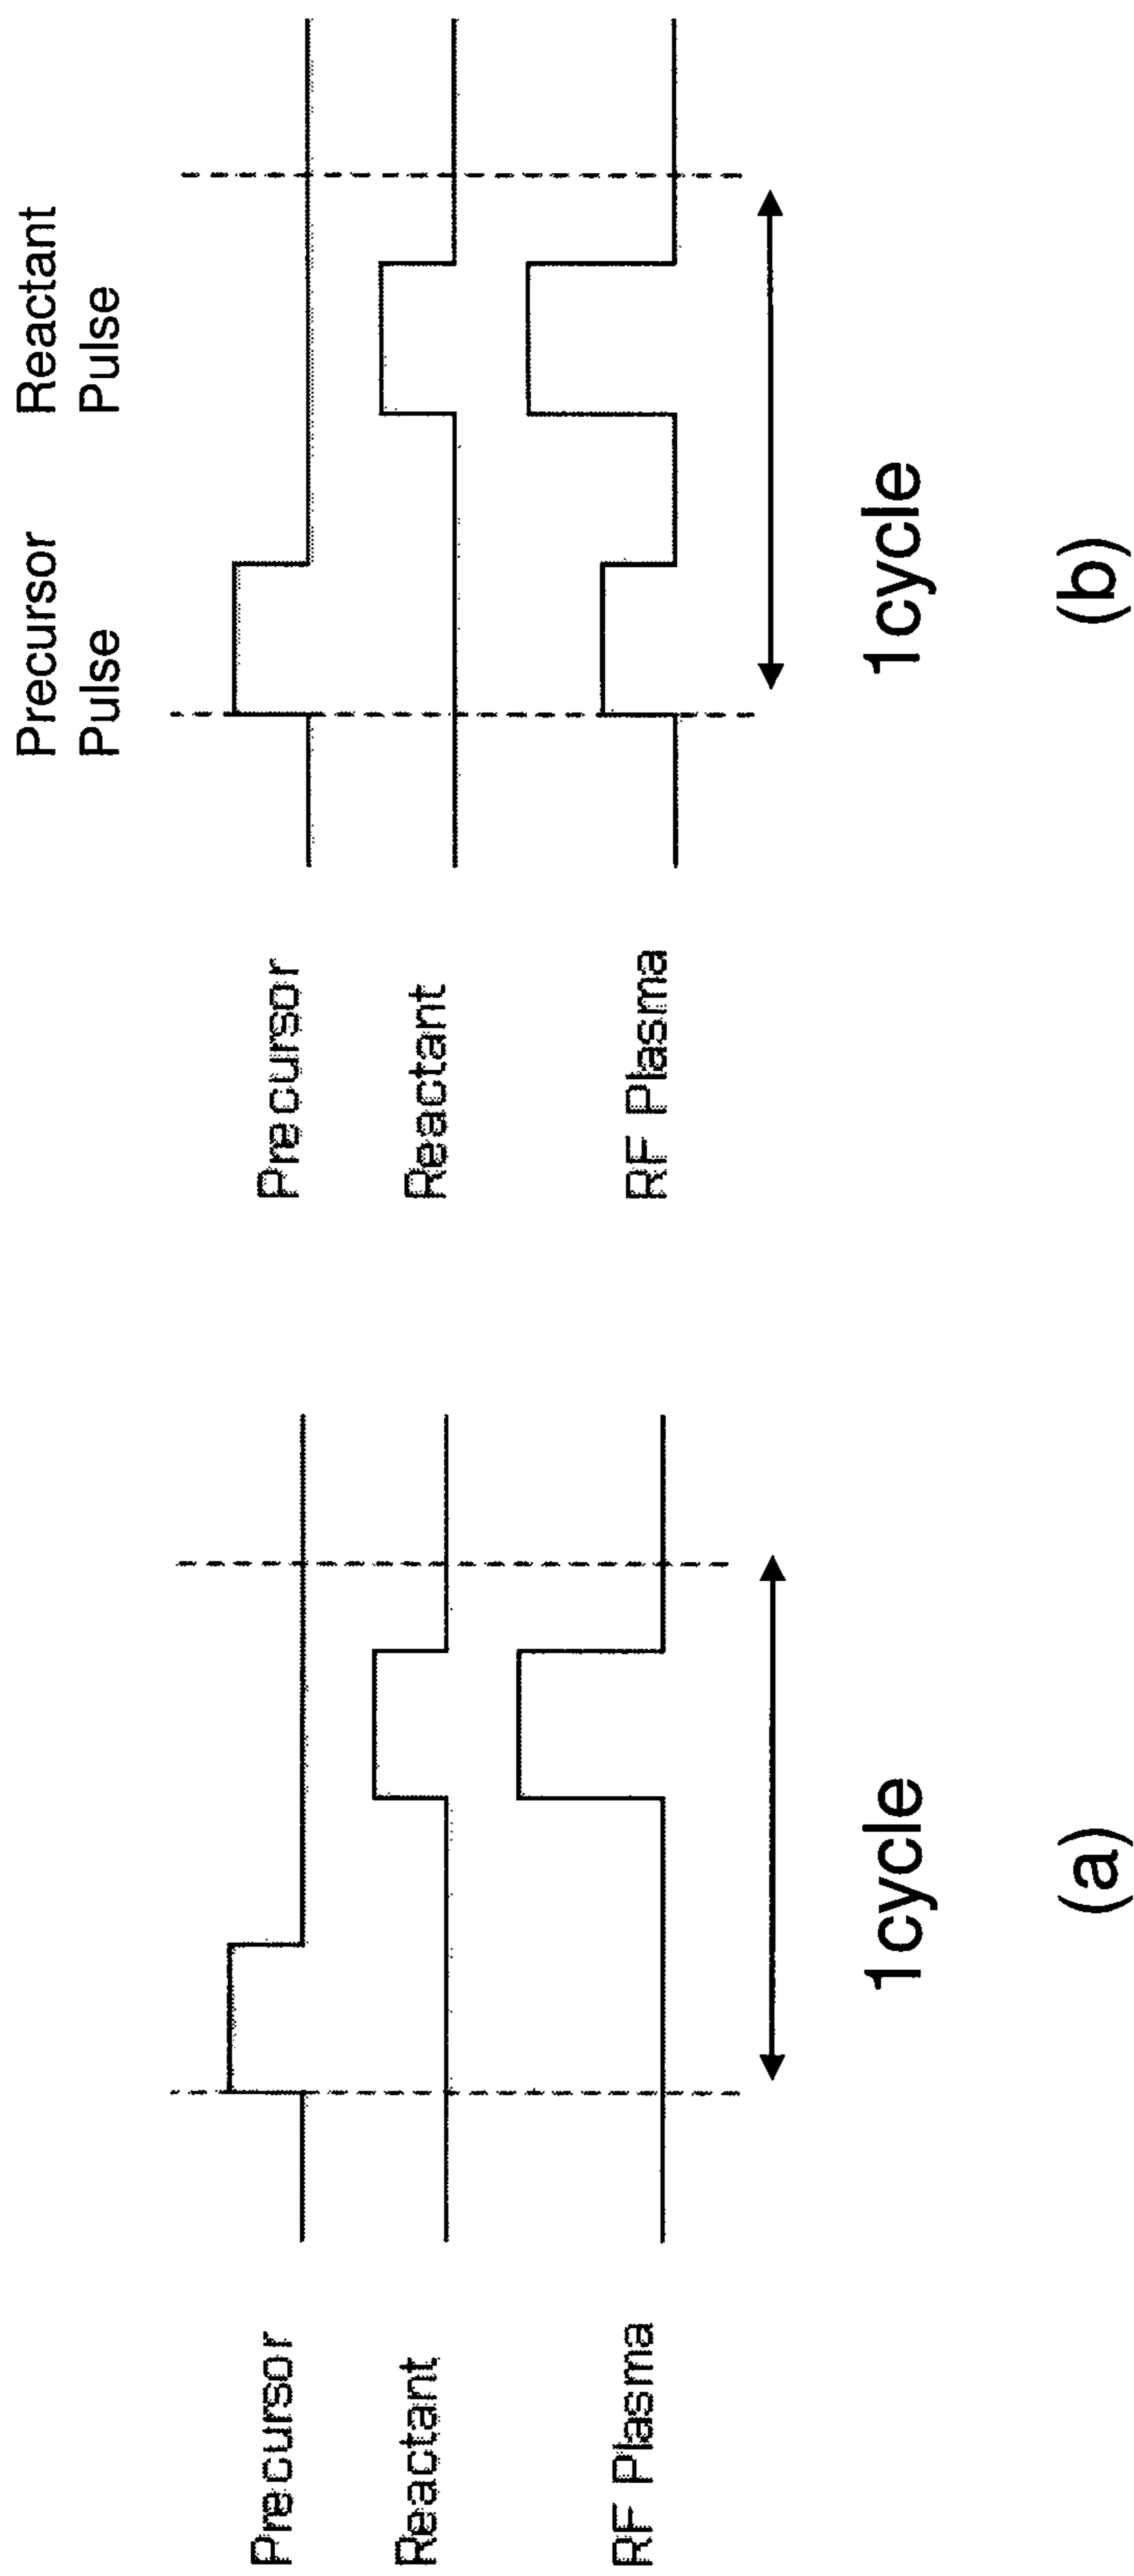 Precursor
Reactant
RF Plasma
1cycle
(a)
Precursor
Pulse
Reactant
Pulse
Precursor
Reactant
RF Plasma
1cycle
(b)